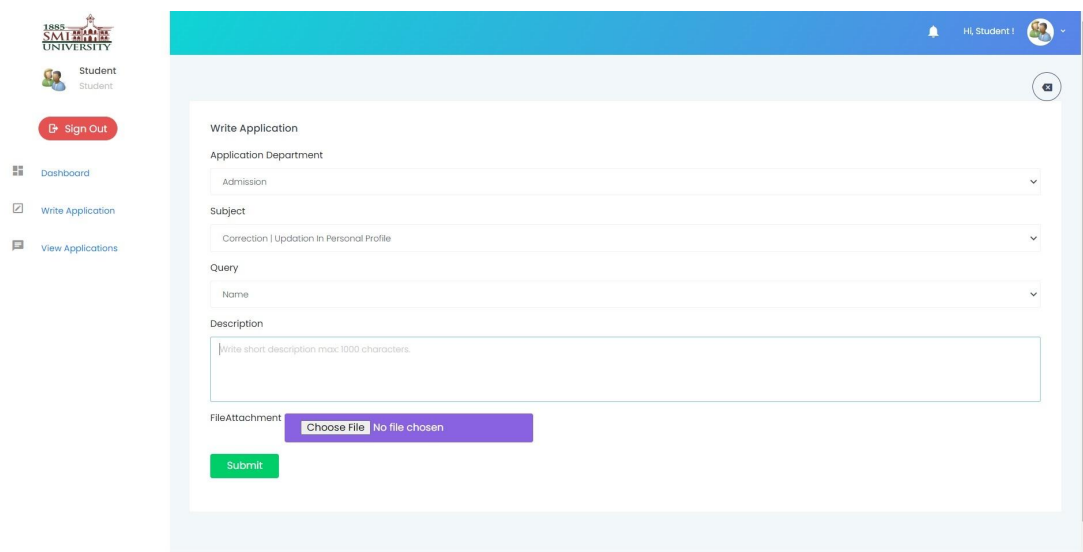 1885
SMI
UNIVERSITY
Hi, Student !
Student
Student
Sign Out
Dashboard
Write Application
View Applications
Write Application
Application Department
Admission
Subject
Correction | Updation In Personal Profile
Query
Name
Description
Write short description max: 1000 characters.
FileAttachment Choose File No file chosen
Submit